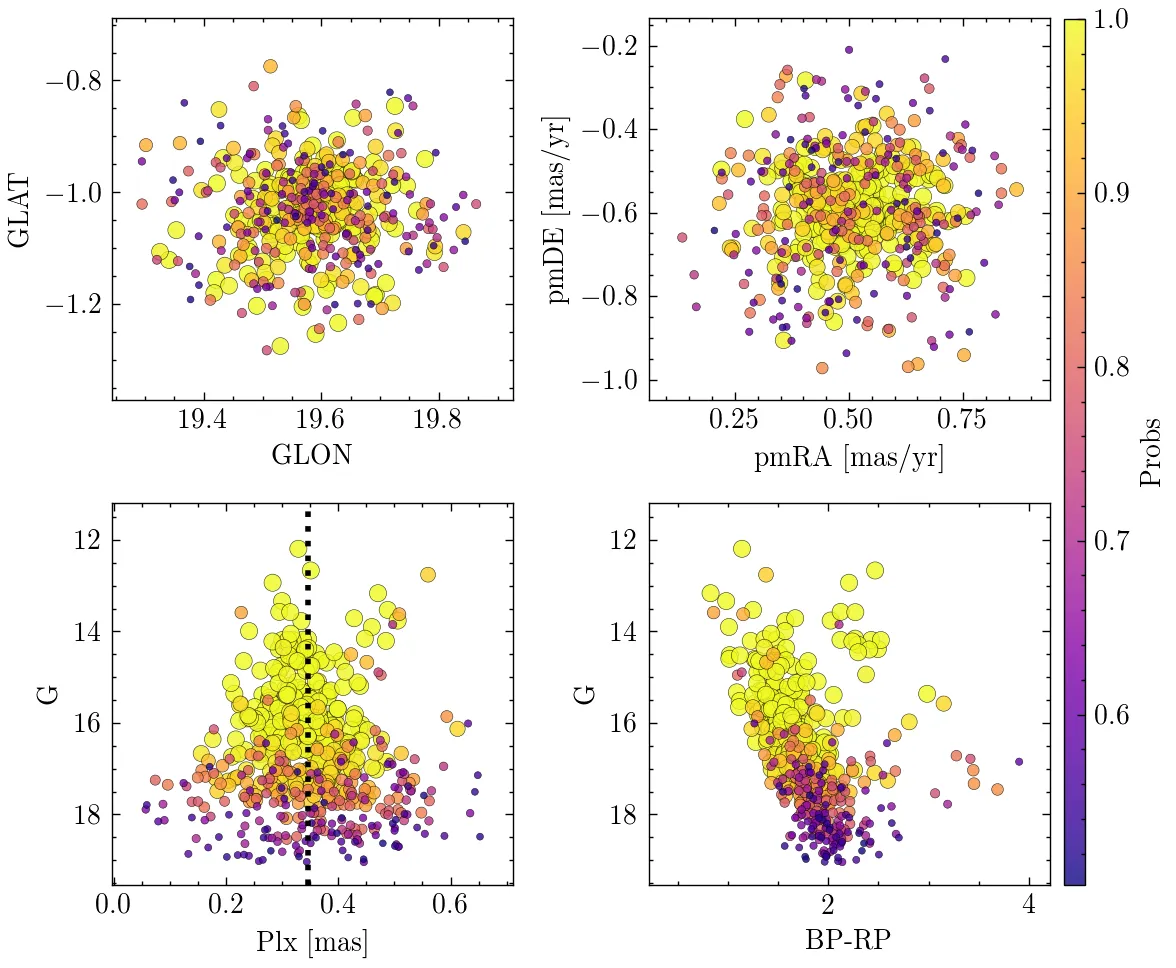 −0.8
−1.0
−1.2
GLAT
19.4 19.6 19.8
GLON
−0.2
−0.4
−0.6
−0.8
−1.0
pmDE [mas/yr]
0.25 0.50 0.75
pmRA [mas/yr]
12
14
16
18
G
0.0 0.2 0.4 0.6
Plx [mas]
12
14
16
18
G
2 4
BP-RP
1.0
0.9
0.8
0.7
0.6
Probs